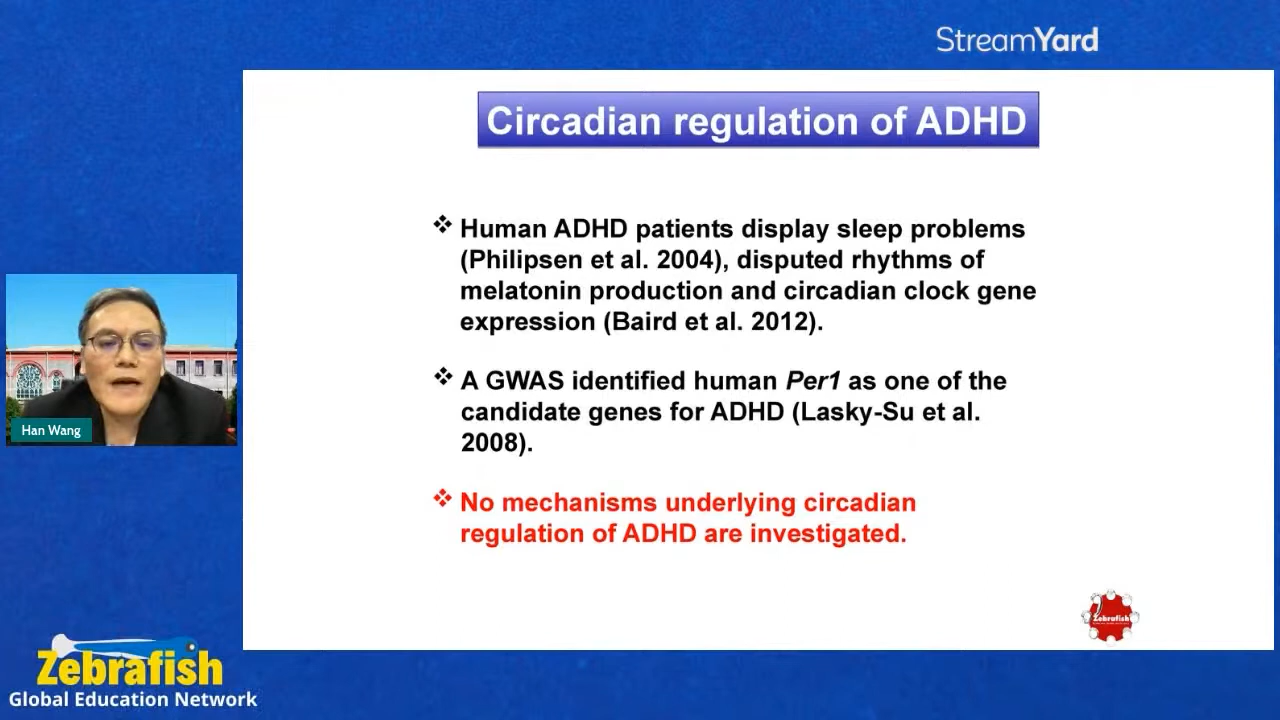 StreamYard
Circadian regulation of ADHD
❖ Human ADHD patients display sleep problems
(Philipsen et al. 2004), disputed rhythms of
melatonin production and circadian clock gene
expression (Baird et al. 2012).
❖ A GWAS identified human Per1 as one of the
candidate genes for ADHD (Lasky-Su et al.
2008).
❖ No mechanisms underlying circadian
regulation of ADHD are investigated.
Han Wang
Zebrafish
Zebrafish
Global Education Network